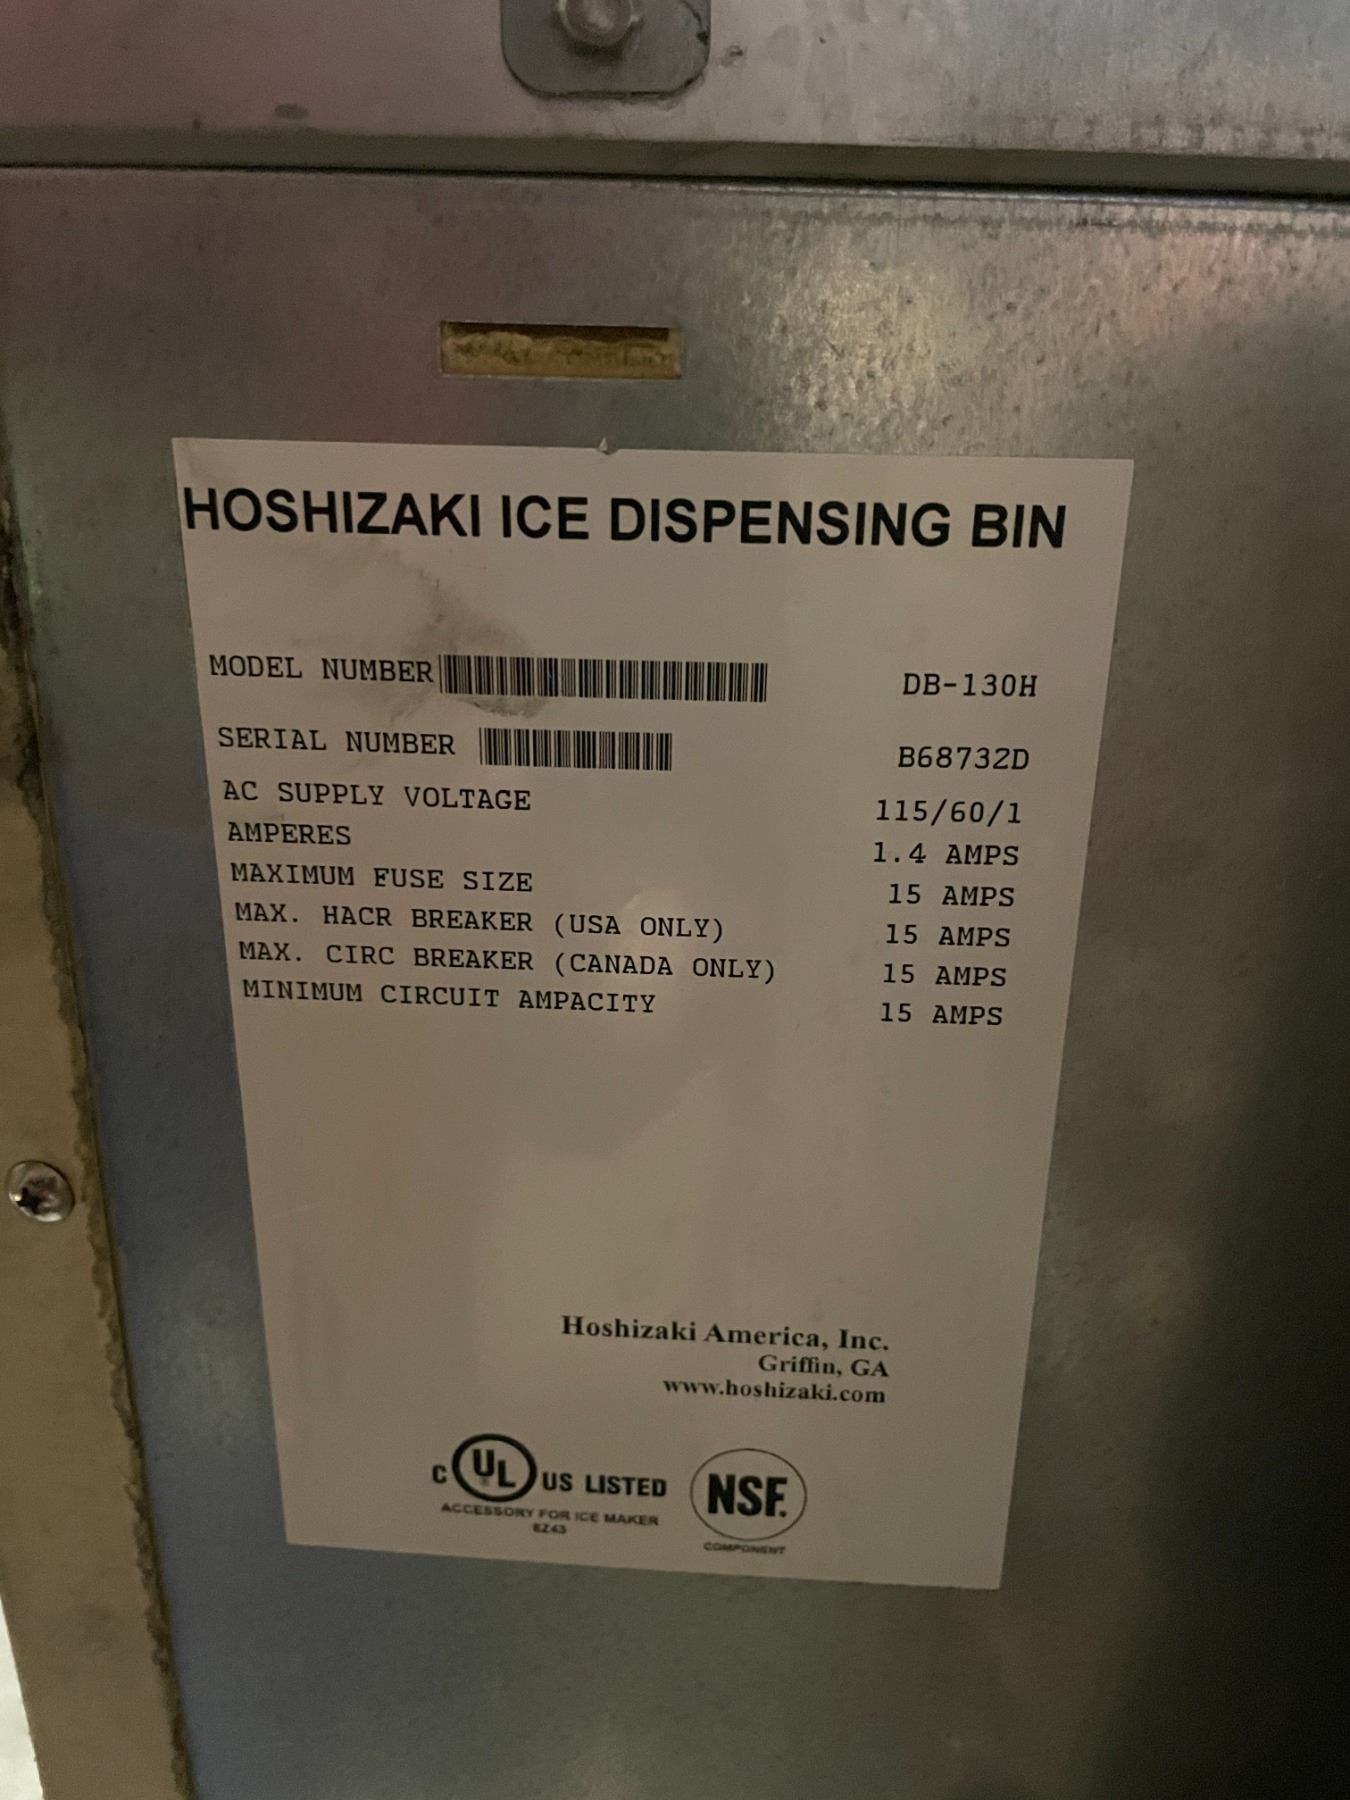 HOSHIZAKI ICE DISPENSING BIN
MODEL NUMBER DB-130H
SERIAL NUMBER B68732D
AC SUPPLY VOLTAGE 115/60/1
AMPERES 1.4 AMPS
MAXIMUM FUSE SIZE 15 AMPS
MAX. HACR BREAKER (USA ONLY) 15 AMPS
MAX. CIRC BREAKER (CANADA ONLY) 15 AMPS
MINIMUM CIRCUIT AMPACITY 15 AMPS
Hoshizaki America, Inc.
Griffin, GA
www.hoshizaki.com
C UL US LISTED
ACCESSORY FOR ICE MAKER
6Z43
NSF.
COMPONENT